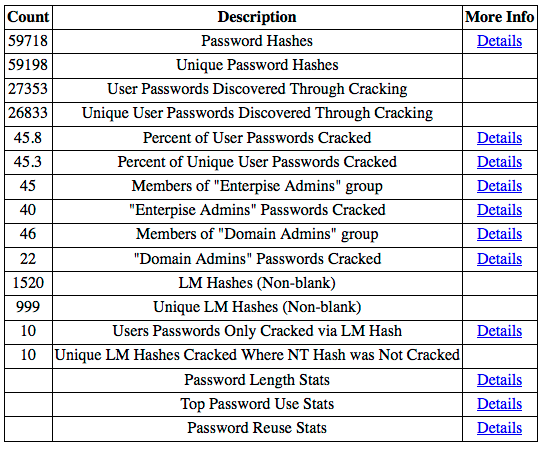 Count Description More Info
59718 Password Hashes Details
59198 Unique Password Hashes
27353 User Passwords Discovered Through Cracking
26833 Unique User Passwords Discovered Through Cracking
45.8 Percent of User Passwords Cracked Details
45.3 Percent of Unique User Passwords Cracked Details
45 Members of "Enterpise Admins" group Details
40 "Enterpise Admins" Passwords Cracked Details
46 Members of "Domain Admins" group Details
22 "Domain Admins" Passwords Cracked Details
1520 LM Hashes (Non-blank)
999 Unique LM Hashes (Non-blank)
10 Users Passwords Only Cracked via LM Hash Details
10 Unique LM Hashes Cracked Where NT Hash was Not Cracked
Password Length Stats Details
Top Password Use Stats Details
Password Reuse Stats Details